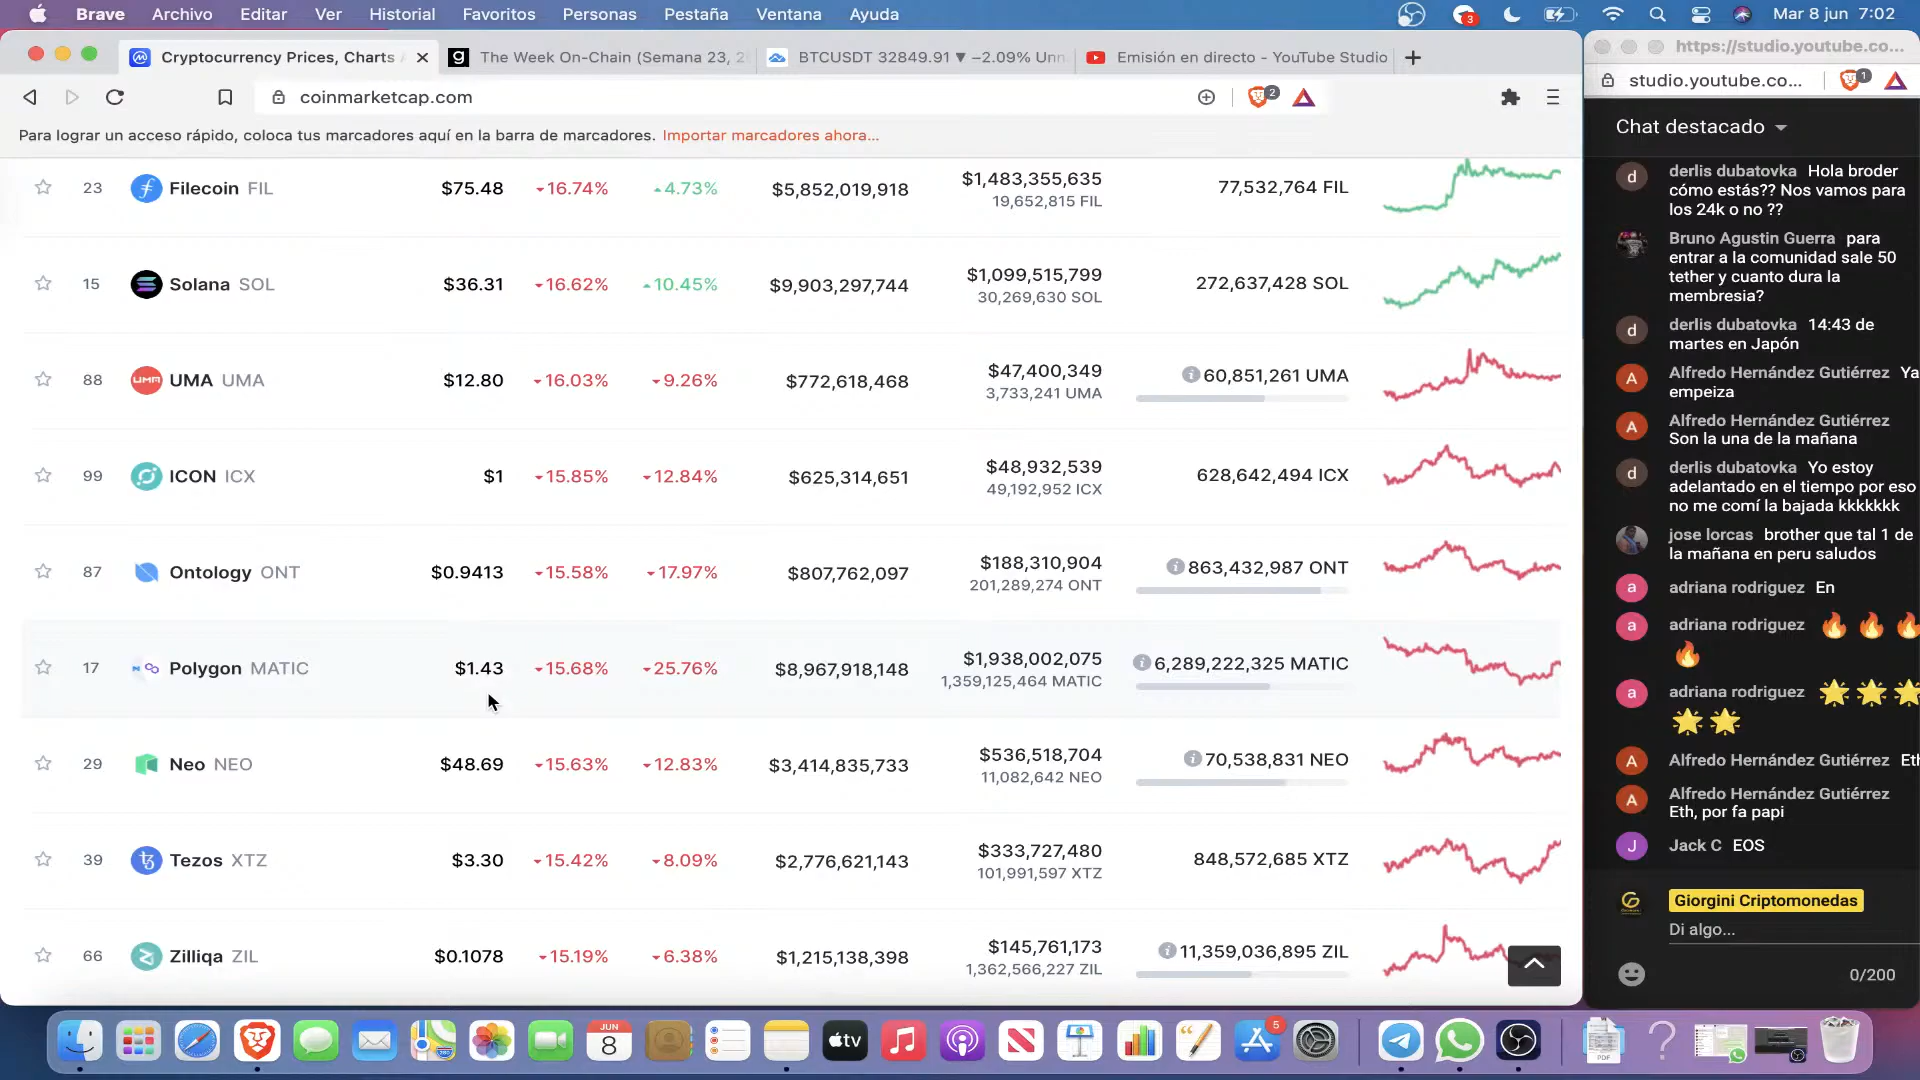 Brave Archivo Editar Ver Historial Favoritos Personas Pestaña Ventana Ayuda 3 Mar 8 jun 7:02
Cryptocurrency Prices, Charts The Week On-Chain (Semana 23, 2 BTCUSDT 32849.91 ▼ −2.09% Unn Emisión en directo - YouTube Studio
coinmarketcap.com 2
Para lograr un acceso rápido, coloca tus marcadores aquí en la barra de marcadores. Importar marcadores ahora...
23 Filecoin FIL $75.48 16.74% 4.73% $5,852,019,918 $1,483,355,635 77,532,764 FIL
19,652,815 FIL
15 Solana SOL $36.31 16.62% 10.45% $9,903,297,744 $1,099,515,799 272,637,428 SOL
30,269,630 SOL
88 UMA UMA $12.80 16.03% 9.26% $772,618,468 $47,400,349 60,851,261 UMA
3,733,241 UMA
99 ICON ICX $1 15.85% 12.84% $625,314,651 $48,932,539 628,642,494 ICX
49,192,952 ICX
87 Ontology ONT $0.9413 15.58% 17.97% $807,762,097 $188,310,904 863,432,987 ONT
201,289,274 ONT
17 Polygon MATIC $1.43 15.68% 25.76% $8,967,918,148 $1,938,002,075 6,289,222,325 MATIC
1,359,125,464 MATIC
29 Neo NEO $48.69 15.63% 12.83% $3,414,835,733 $536,518,704 70,538,831 NEO
11,082,642 NEO
39 Tezos XTZ $3.30 15.42% 8.09% $2,776,621,143 $333,727,480 848,572,685 XTZ
101,991,597 XTZ
66 Zilliqa ZIL $0.1078 15.19% 6.38% $1,215,138,398 $145,761,173 11,359,036,895 ZIL
1,362,566,227 ZIL
https://studio.youtube.co...
studio.youtube.co... 1
Chat destacado
derlis dubatovka Hola broder
cómo estás?? Nos vamos para
los 24k o no ??
Bruno Agustin Guerra para
entrar a la comunidad sale 50
tether y cuanto dura la
membresia?
derlis dubatovka 14:43 de
martes en Japón
Alfredo Hernández Gutiérrez Ya
empeiza
Alfredo Hernández Gutiérrez
Son la una de la mañana
derlis dubatovka Yo estoy
adelantado en el tiempo por eso
no me comí la bajada kkkkkkk
jose lorcas brother que tal 1 de
la mañana en peru saludos
adriana rodriguez En
adriana rodriguez 🔥 🔥 🔥
🔥
adriana rodriguez 🌟 🌟 🌟
🌟 🌟
Alfredo Hernández Gutiérrez Eth
Alfredo Hernández Gutiérrez
Eth, por fa papi
Jack C EOS
Giorgini Criptomonedas
Di algo...
0/200
JUN
8
tv
5
PDF